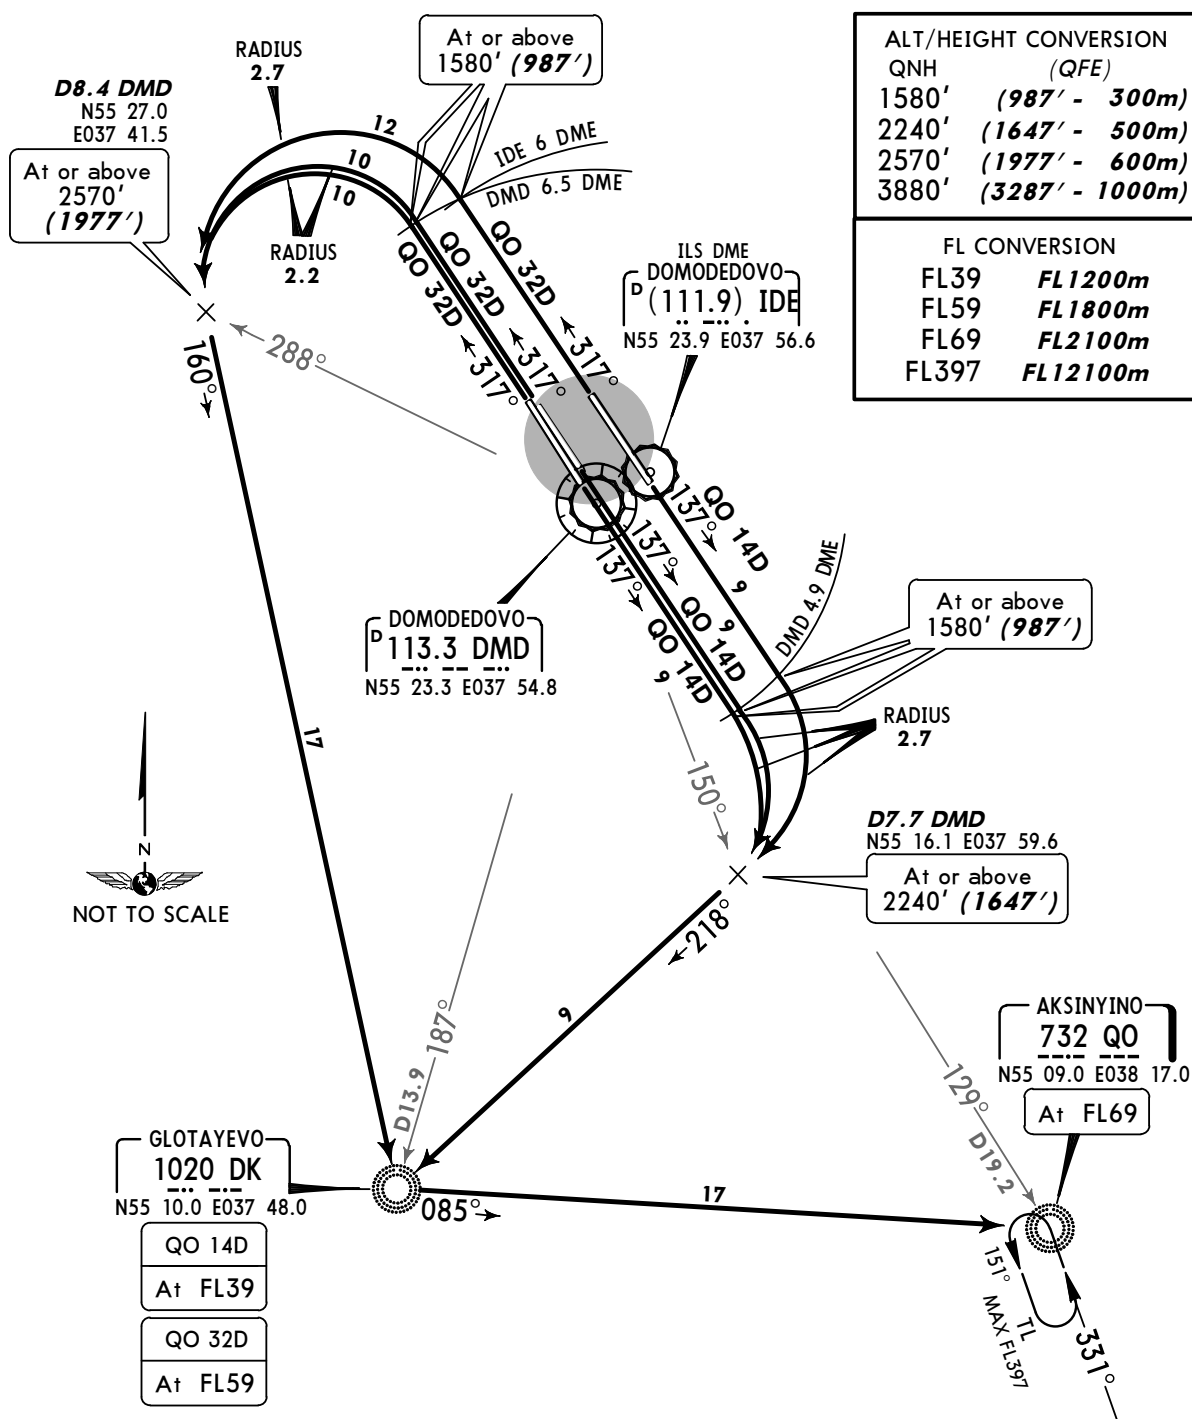 At or above
1580' (987')
RADIUS
2.7
D8.4 DMD
N55 27.0
E037 41.5
At or above
2570'
(1977')
12
10
10
IDE 6 DME
DMD 6.5 DME
RADIUS
2.2
QO 32D
QO 32D
QO 32D
317°
317°
317°
288°
160°
ALT/HEIGHT CONVERSION
QNH (QFE)
1580' (987' - 300m)
2240' (1647' - 500m)
2570' (1977' - 600m)
3880' (3287' - 1000m)
FL CONVERSION
FL39 FL1200m
FL59 FL1800m
FL69 FL2100m
FL397 FL12100m
ILS DME
DOMODEDOVO
D (111.9) IDE
N55 23.9 E037 56.6
DOMODEDOVO
D 113.3 DMD
N55 23.3 E037 54.8
137°
137°
137°
QO 14D
QO 14D
QO 14D
9
9
9
DMD 4.9 DME
At or above
1580' (987')
RADIUS
2.7
150°
17
N
NOT TO SCALE
D7.7 DMD
N55 16.1 E037 59.6
At or above
2240' (1647')
218°
9
D13.9
187°
129°
D19.2
AKSINYINO
732 QO
N55 09.0 E038 17.0
At FL69
GLOTAYEVO
1020 DK
N55 10.0 E037 48.0
QO 14D
At FL39
QO 32D
At FL59
085°
17
151°
TL
MAX FL397
331°